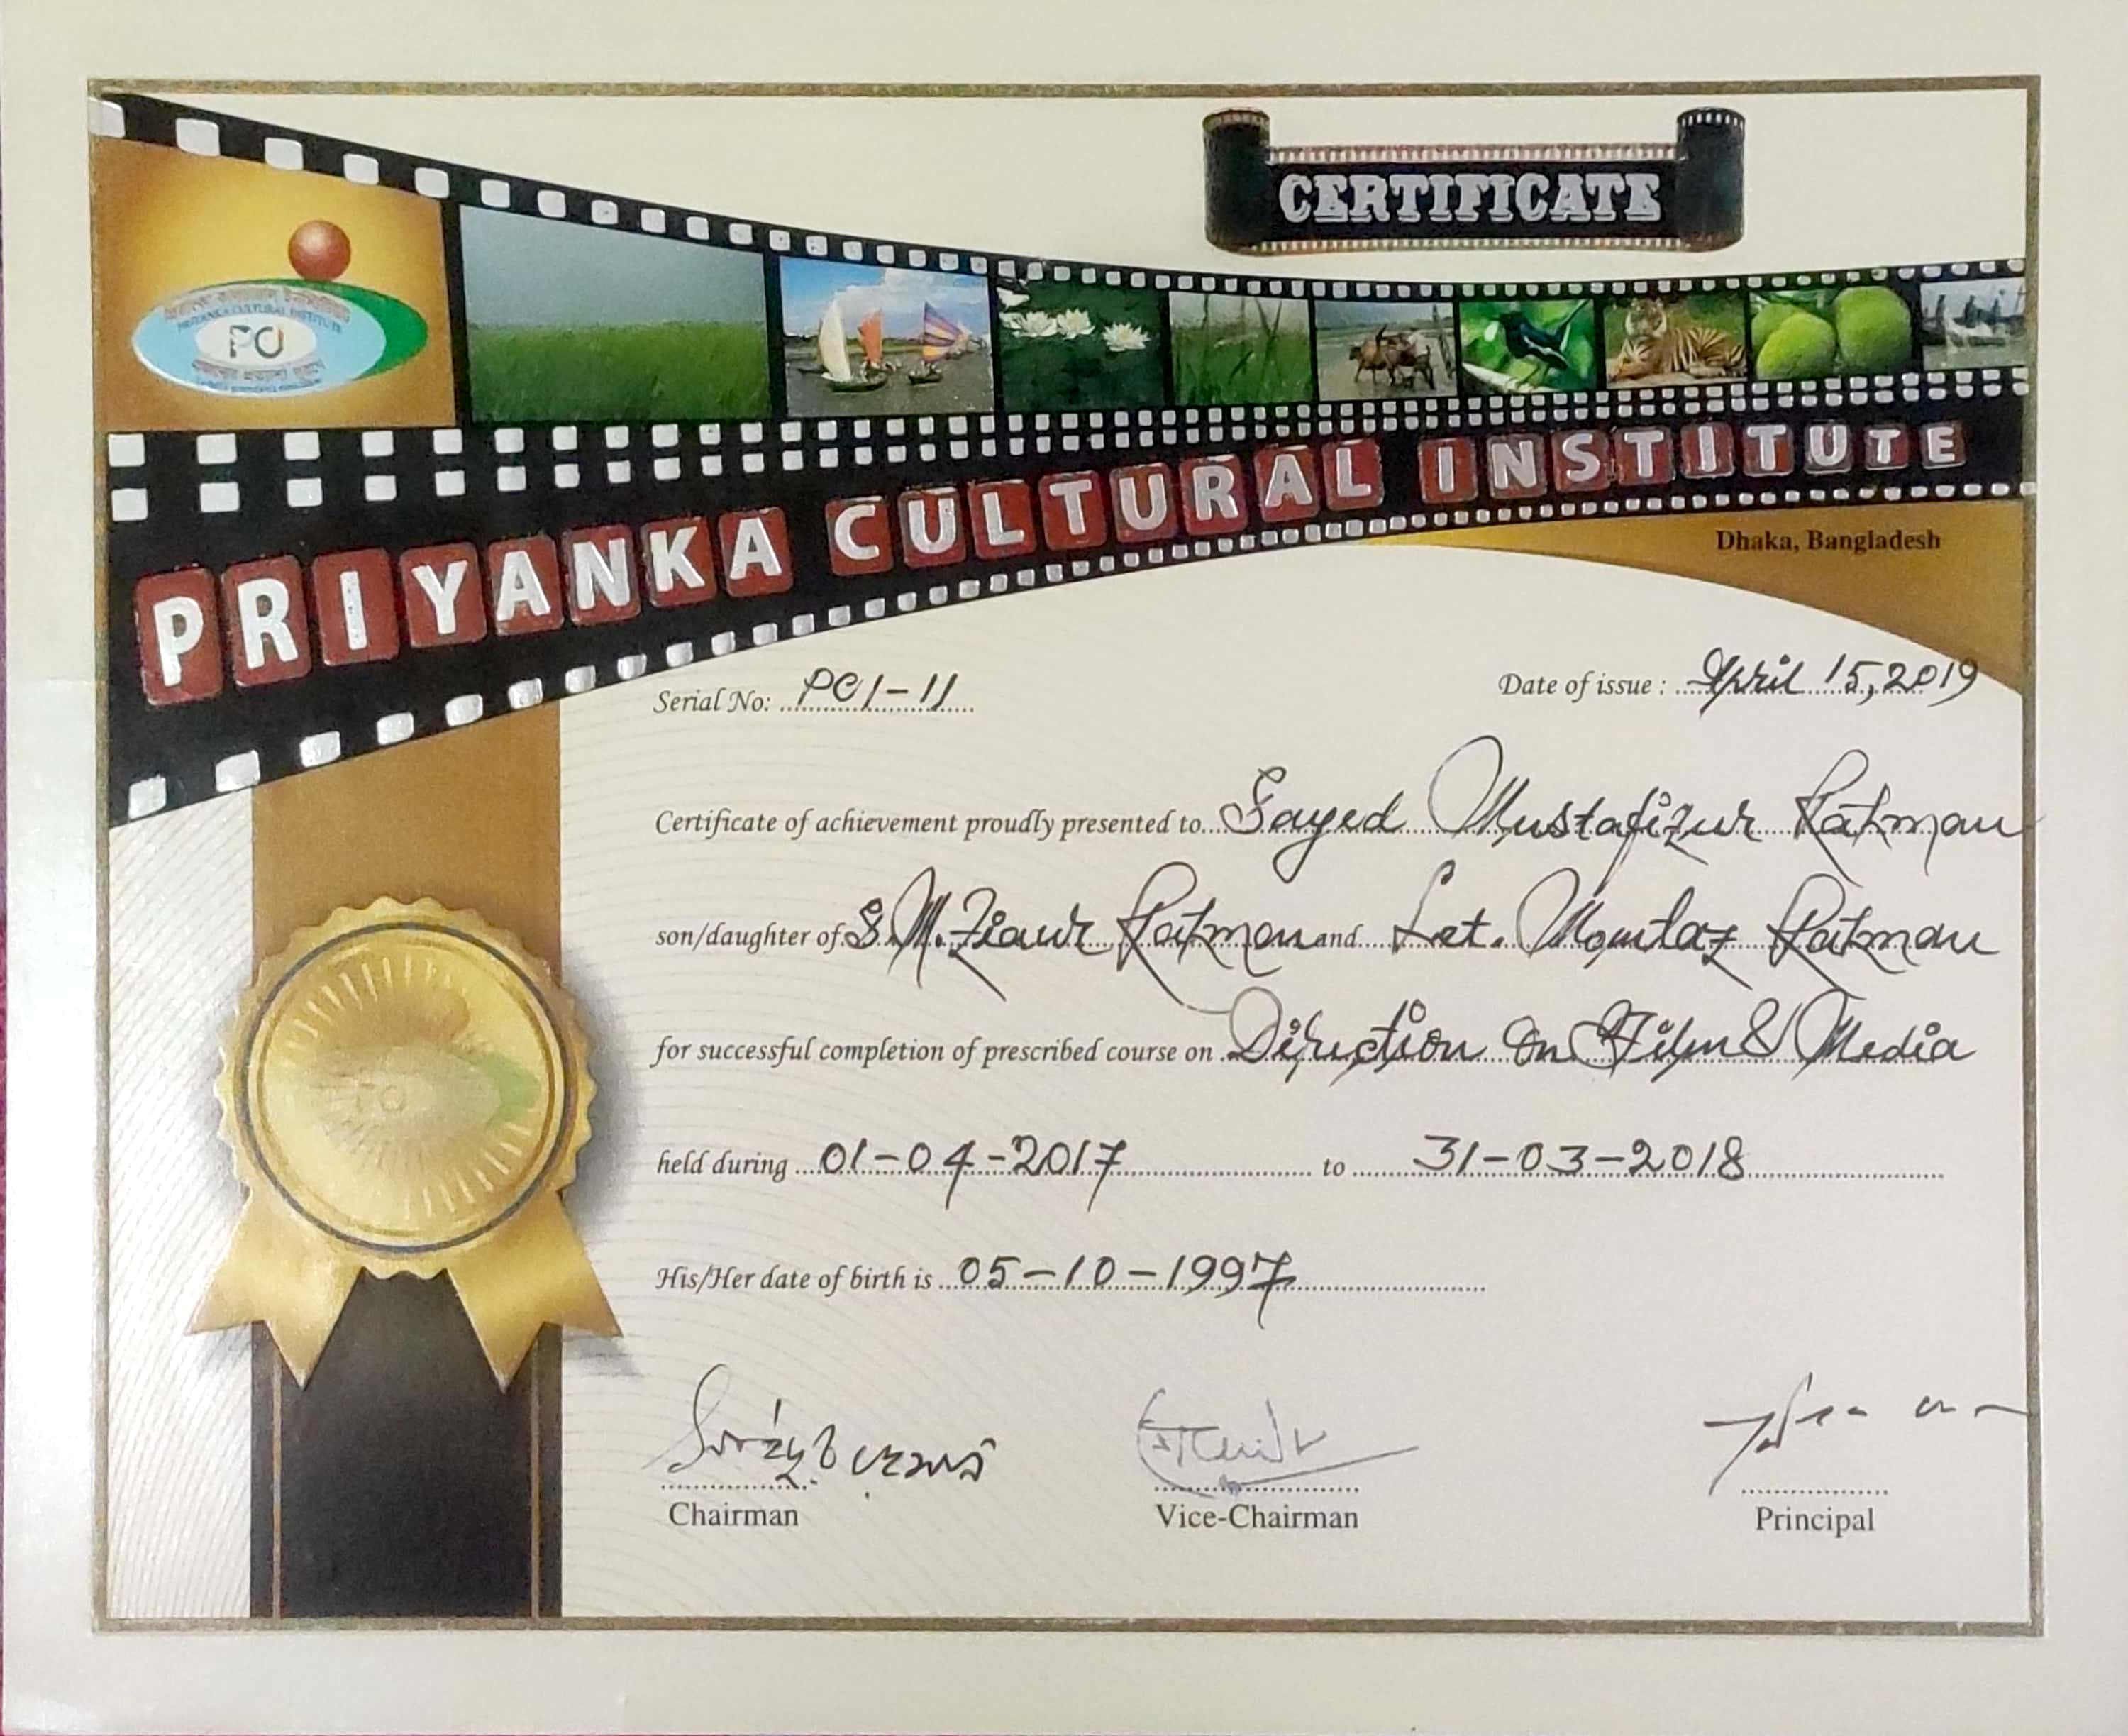 CERTIFICATE
PRIYANKA CULTURAL INSTITUTE
PCI
PRIYANKA CULTURAL INSTITUTE
Dhaka, Bangladesh
Serial No: PCI-11
Date of issue : April 15, 2019
Certificate of achievement proudly presented to Sayed Mustafizur Rahman
son/daughter of S.M. Ziaur Rahman and Let. Momtaz Rahman
for successful completion of prescribed course on Direction on Film & Media
held during 01-04-2017 to 31-03-2018
His/Her date of birth is 05-10-1997
Chairman
Vice-Chairman
Principal